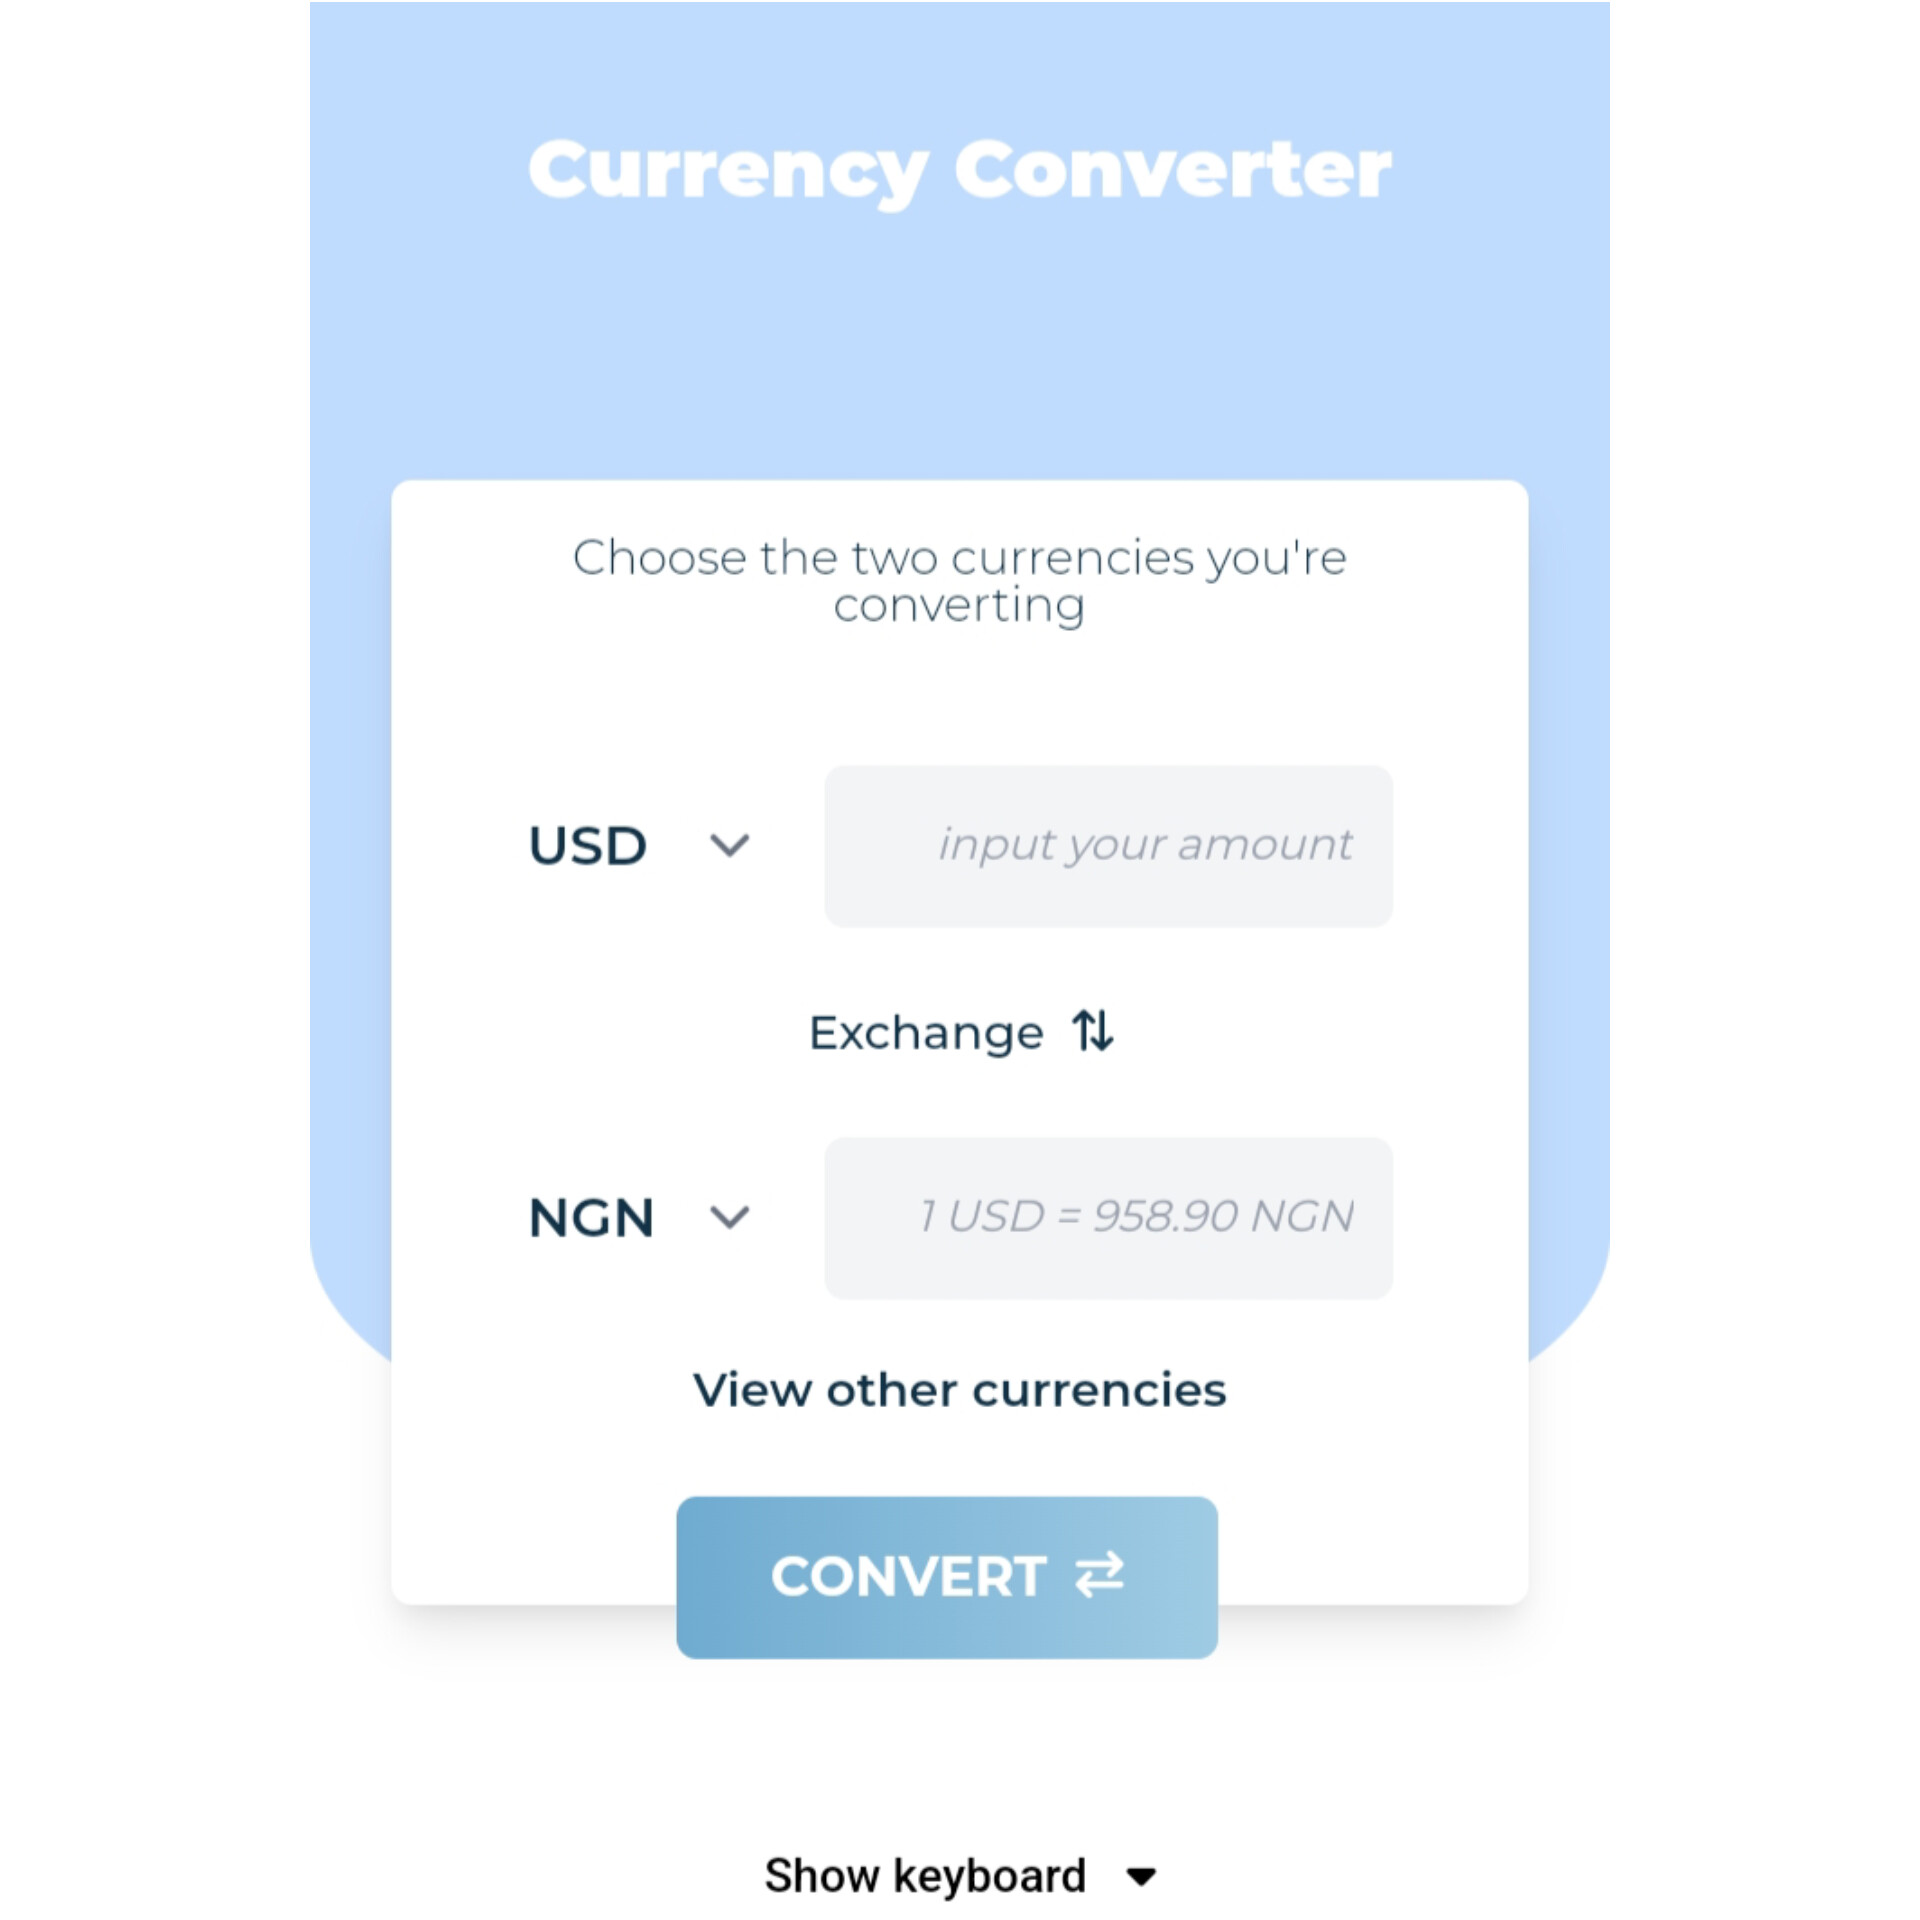 Currency Converter
Choose the two currencies you're
converting
USD
input your amount
Exchange
NGN
1 USD = 958.90 NGN
View other currencies
CONVERT
Show keyboard